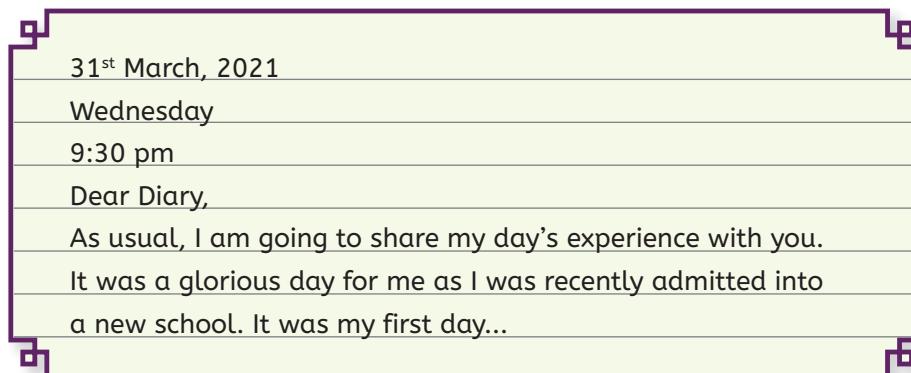 31st March, 2021
Wednesday
9:30 pm
Dear Diary,
As usual, I am going to share my day’s experience with you.
It was a glorious day for me as I was recently admitted into
a new school. It was my first day...